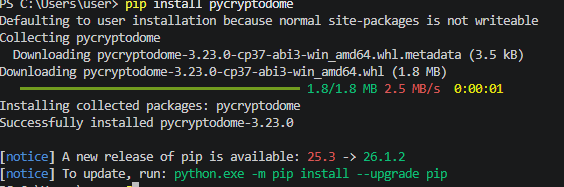 PS C:\Users\user> pip install pycryptodome
Defaulting to user installation because normal site-packages is not writeable
Collecting pycryptodome
  Downloading pycryptodome-3.23.0-cp37-abi3-win_amd64.whl.metadata (3.5 kB)
Downloading pycryptodome-3.23.0-cp37-abi3-win_amd64.whl (1.8 MB)
1.8/1.8 MB 2.5 MB/s 0:00:01
Installing collected packages: pycryptodome
Successfully installed pycryptodome-3.23.0
[notice] A new release of pip is available: 25.3 -> 26.1.2
[notice] To update, run: python.exe -m pip install --upgrade pip